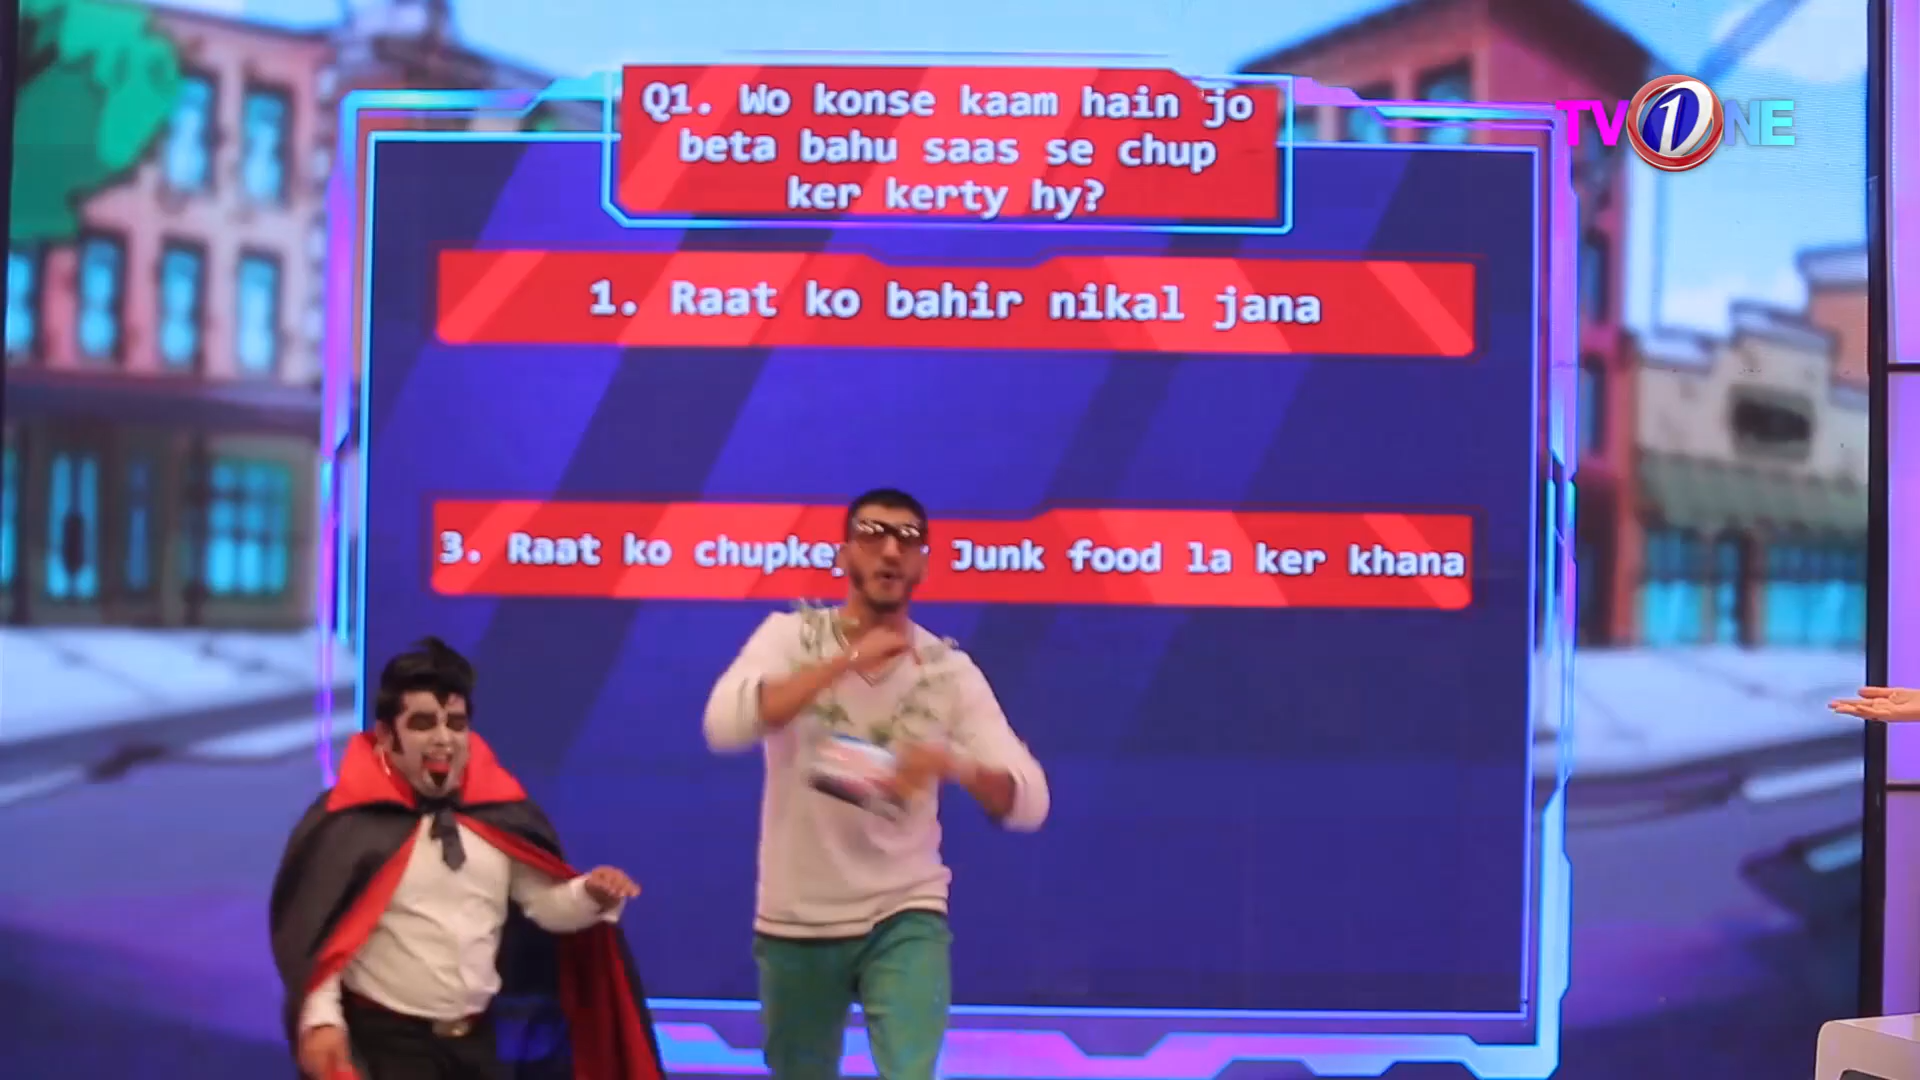 Q1. Wo konse kaam hain jo
beta bahu saas se chup
ker kerty hy?
TV ONE
1. Raat ko bahir nikal jana
3. Raat ko Junk food la ker khana